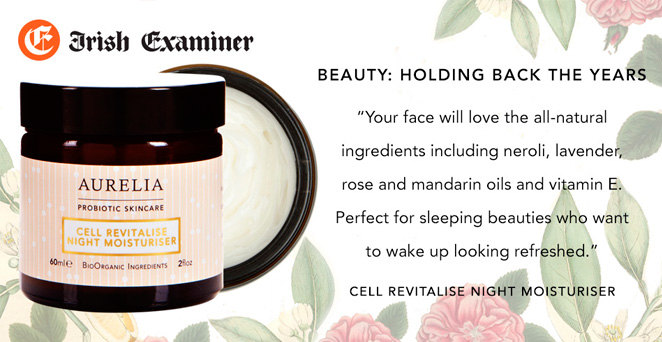 Irish Examiner
BEAUTY: HOLDING BACK THE YEARS
"Your face will love the all-natural
ingredients including neroli, lavender,
rose and mandarin oils and vitamin E.
Perfect for sleeping beauties who want
to wake up looking refreshed."
CELL REVITALISE NIGHT MOISTURISER
AURELIA
PROBIOTIC SKINCARE
CELL REVITALISE
NIGHT MOISTURISER
60ml℮ BIOORGANIC INGREDIENTS 2floz